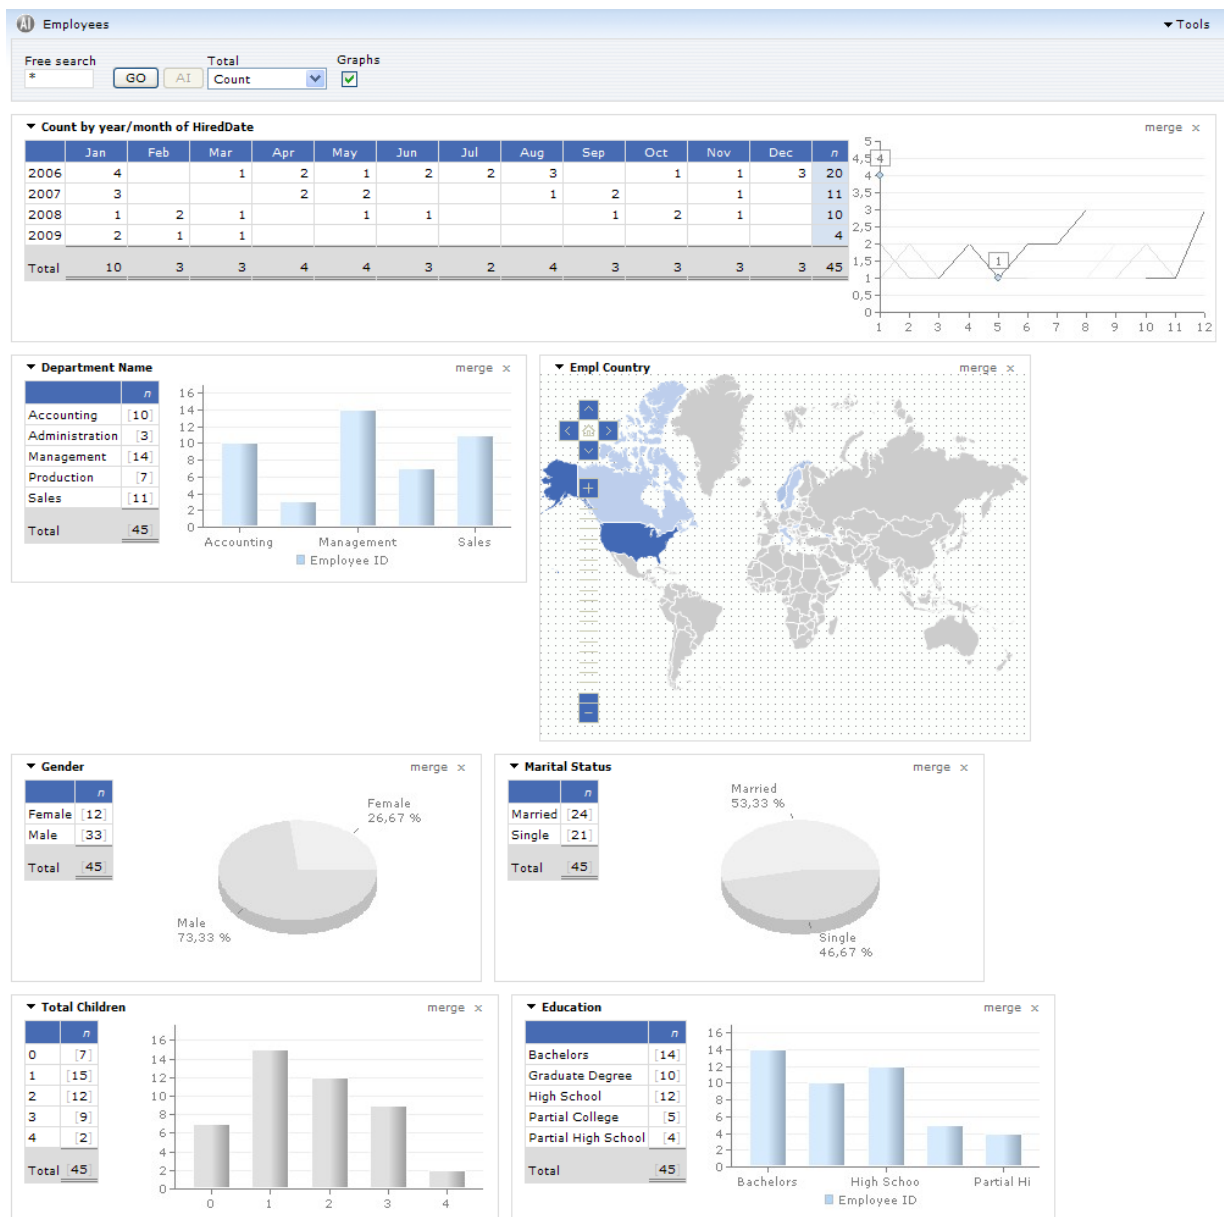 AI Employees
Tools
Free search
Total
Graphs
*
GO
AI
Count
Count by year/month of HiredDate
merge x
Jan Feb Mar Apr May Jun Jul Aug Sep Oct Nov Dec n
2006 4 1 2 1 2 2 3 1 1 3 20
2007 3 2 2 1 2 1 11
2008 1 2 1 1 1 1 2 1 10
2009 2 1 1 4
Total 10 3 3 4 4 3 2 4 3 3 3 3 45
5
4,5
4
4
3,5
3
2,5
2
1,5
1
1
0,5
0
1 2 3 4 5 6 7 8 9 10 11 12
Department Name
merge x
n
Accounting [10]
Administration [3]
Management [14]
Production [7]
Sales [11]
Total [45]
16
14
12
10
8
6
4
2
0
Accounting Management Sales
Employee ID
Empl Country
merge x
Gender
merge x
n
Female [12]
Male [33]
Total [45]
Female
26,67 %
Male
73,33 %
Marital Status
merge x
n
Married [24]
Single [21]
Total [45]
Married
53,33 %
Single
46,67 %
Total Children
merge x
n
0 [7]
1 [15]
2 [12]
3 [9]
4 [2]
Total [45]
16
14
12
10
8
6
4
2
0
0 1 2 3 4
Education
merge x
n
Bachelors [14]
Graduate Degree [10]
High School [12]
Partial College [5]
Partial High School [4]
Total [45]
16
14
12
10
8
6
4
2
0
Bachelors High Schoo Partial Hi
Employee ID